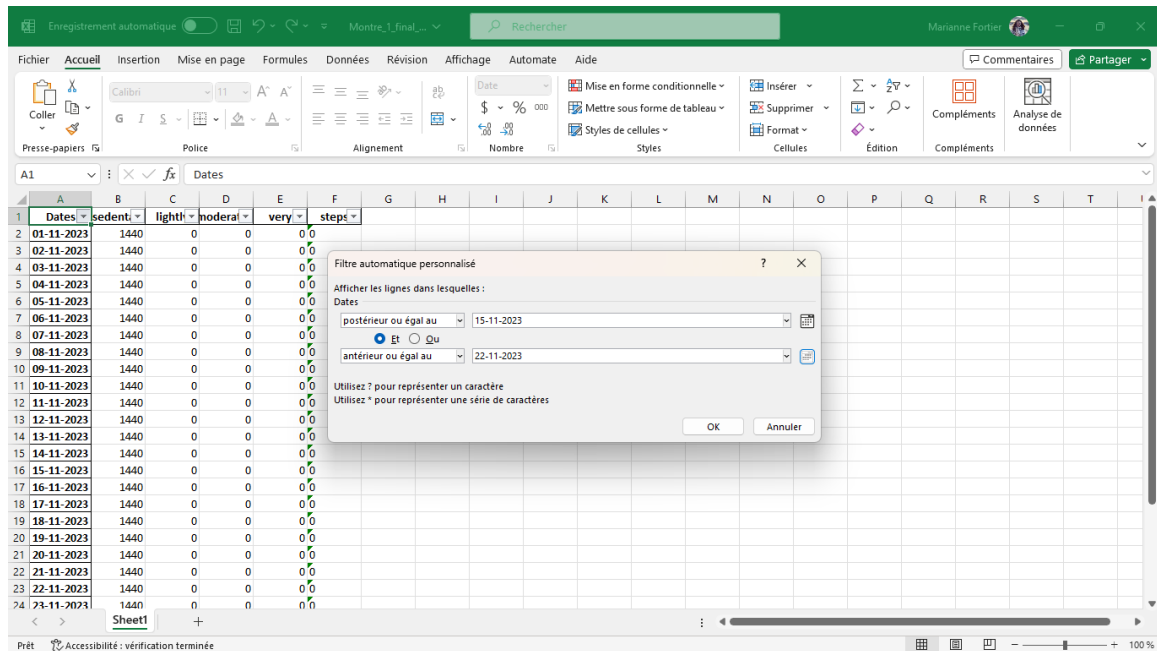 Enregistrement automatique Montre_1_final_... Rechercher Marianne Fortier
Fichier Accueil Insertion Mise en page Formules Données Révision Affichage Automate Aide Commentaires Partager
Coller
Presse-papiers
Calibri 11 A^ A˅
G I S A
Police
ab
Alignement
Date
$ % 000
Nombre
Mise en forme conditionnelle
Mettre sous forme de tableau
Styles de cellules
Styles
Insérer
Supprimer
Format
Cellules
Σ
Édition
Compléments
Compléments
Analyse de
données
A1 fx Dates
A B C D E F G H I J K L M N O P Q R S T
1 Dates sedenta lightly moderat very steps
2 01-11-2023 1440 0 0 0 0
3 02-11-2023 1440 0 0 0 0
4 03-11-2023 1440 0 0 0 0
5 04-11-2023 1440 0 0 0 0
6 05-11-2023 1440 0 0 0 0
7 06-11-2023 1440 0 0 0 0
8 07-11-2023 1440 0 0 0 0
9 08-11-2023 1440 0 0 0 0
10 09-11-2023 1440 0 0 0 0
11 10-11-2023 1440 0 0 0 0
12 11-11-2023 1440 0 0 0 0
13 12-11-2023 1440 0 0 0 0
14 13-11-2023 1440 0 0 0 0
15 14-11-2023 1440 0 0 0 0
16 15-11-2023 1440 0 0 0 0
17 16-11-2023 1440 0 0 0 0
18 17-11-2023 1440 0 0 0 0
19 18-11-2023 1440 0 0 0 0
20 19-11-2023 1440 0 0 0 0
21 20-11-2023 1440 0 0 0 0
22 21-11-2023 1440 0 0 0 0
23 22-11-2023 1440 0 0 0 0
24 23-11-2023 1440 0 0 0 0
Filtre automatique personnalisé ?
Afficher les lignes dans lesquelles :
Dates
postérieur ou égal au 15-11-2023
Et Ou
antérieur ou égal au 22-11-2023
Utilisez ? pour représenter un caractère
Utilisez * pour représenter une série de caractères
OK Annuler
Sheet1
Prêt Accessibilité : vérification terminée 100 %